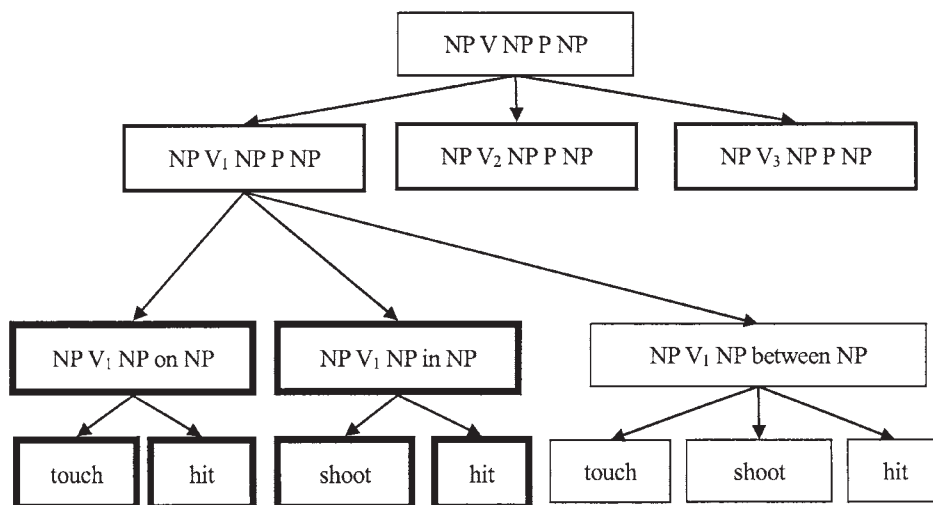 NP V NP P NP
NP V₁ NP P NP
NP V₂ NP P NP
NP V₃ NP P NP
NP V₁ NP on NP
NP V₁ NP in NP
NP V₁ NP between NP
touch
hit
shoot
hit
touch
shoot
hit